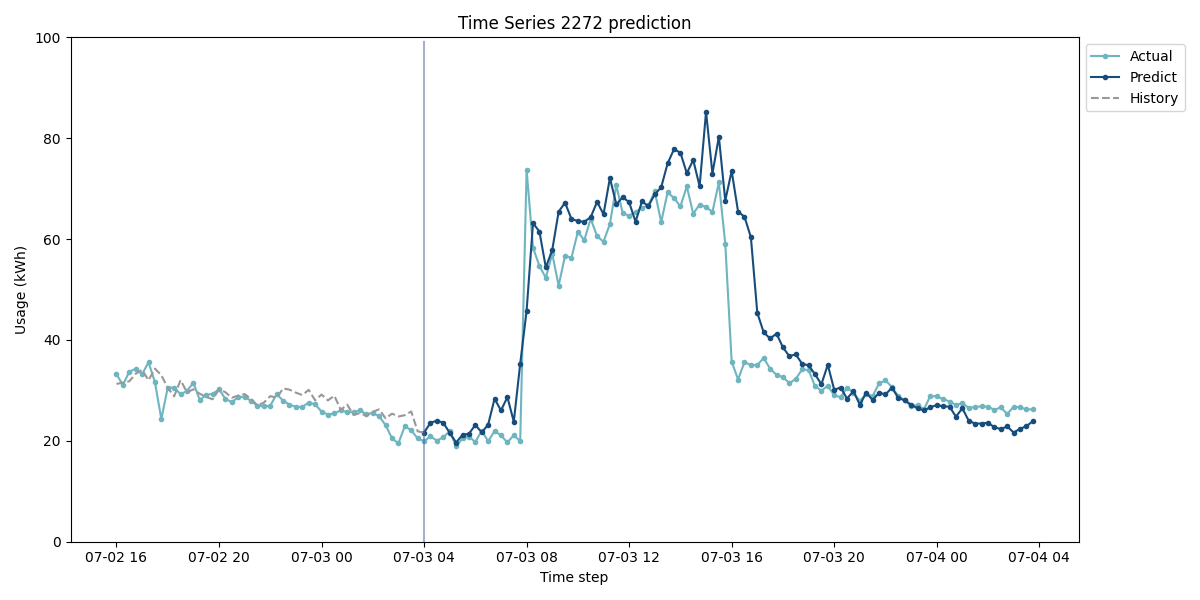 Time Series 2272 prediction
100
80
60
40
20
0
Usage (kWh)
07-02 16
07-02 20
07-03 00
07-03 04
07-03 08
07-03 12
07-03 16
07-03 20
07-04 00
07-04 04
Time step
Actual
Predict
History